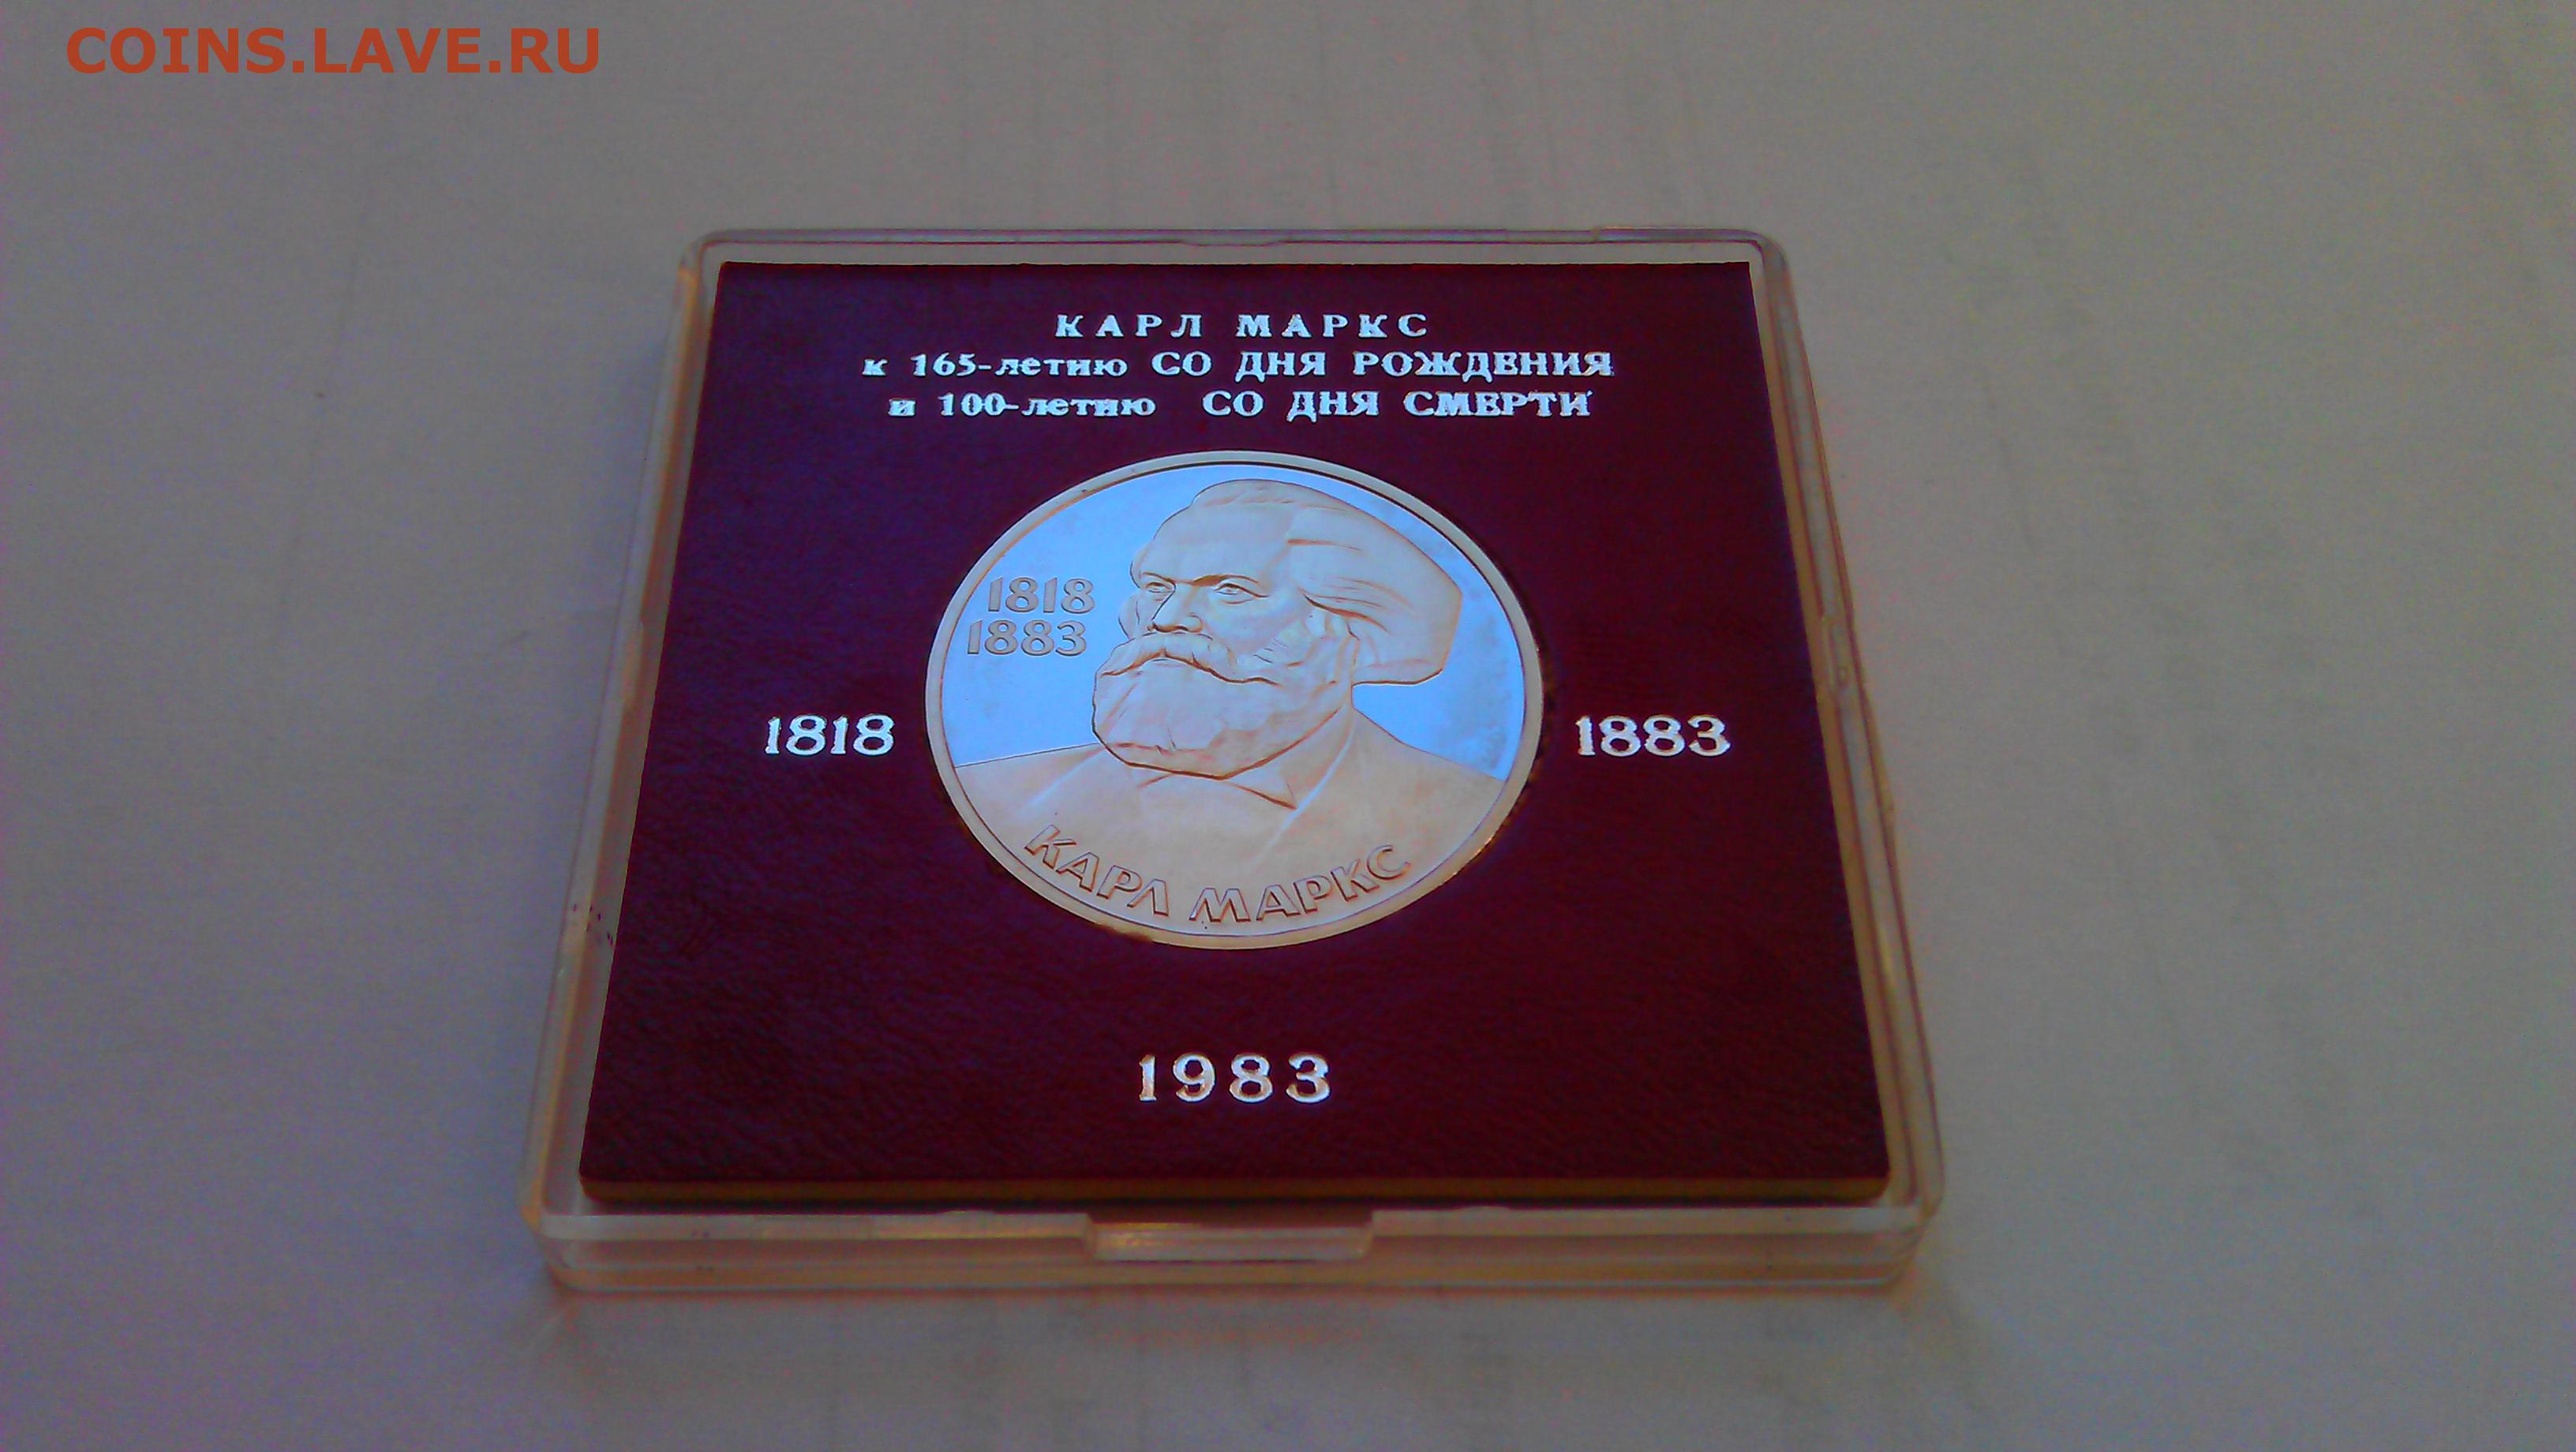 COINS.LAVE.RU
КАРЛ МАРКС
к 165-летию СО ДНЯ РОЖДЕНИЯ
и 100-летию СО ДНЯ СМЕРТИ
1818
1883
1818
1883
КАРЛ МАРКС
1983